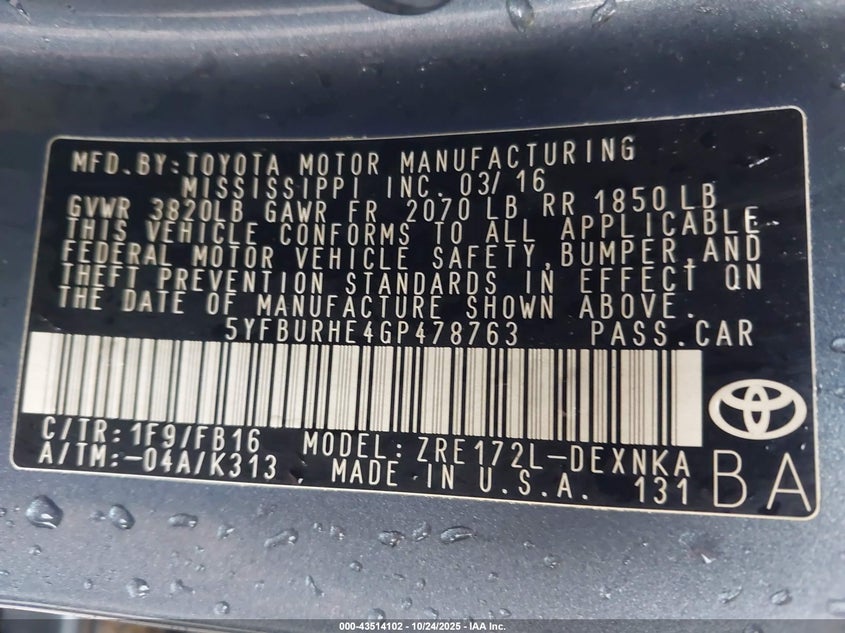 MFD.BY:TOYOTA MOTOR MANUFACTURING
MISSISSIPPI INC. 03/16
GVWR 3820LB GAWR FR 2070 LB RR 1850 LB
THIS VEHICLE CONFORMS TO ALL APPLICABLE
FEDERAL MOTOR VEHICLE SAFETY,BUMPER,AND
THEFT PREVENTION STANDARDS IN EFFECT ON
THE DATE OF MANUFACTURE SHOWN ABOVE.
5YFBURHE4GP478763 PASS.CAR
C/TR:1F9/FB16 MODEL:ZRE172L-DEXNKA
A/TM:-04A/K313 . MADE IN U.S.A. 131
BA
000-43514102 - 10/24/2025 - IAA Inc.